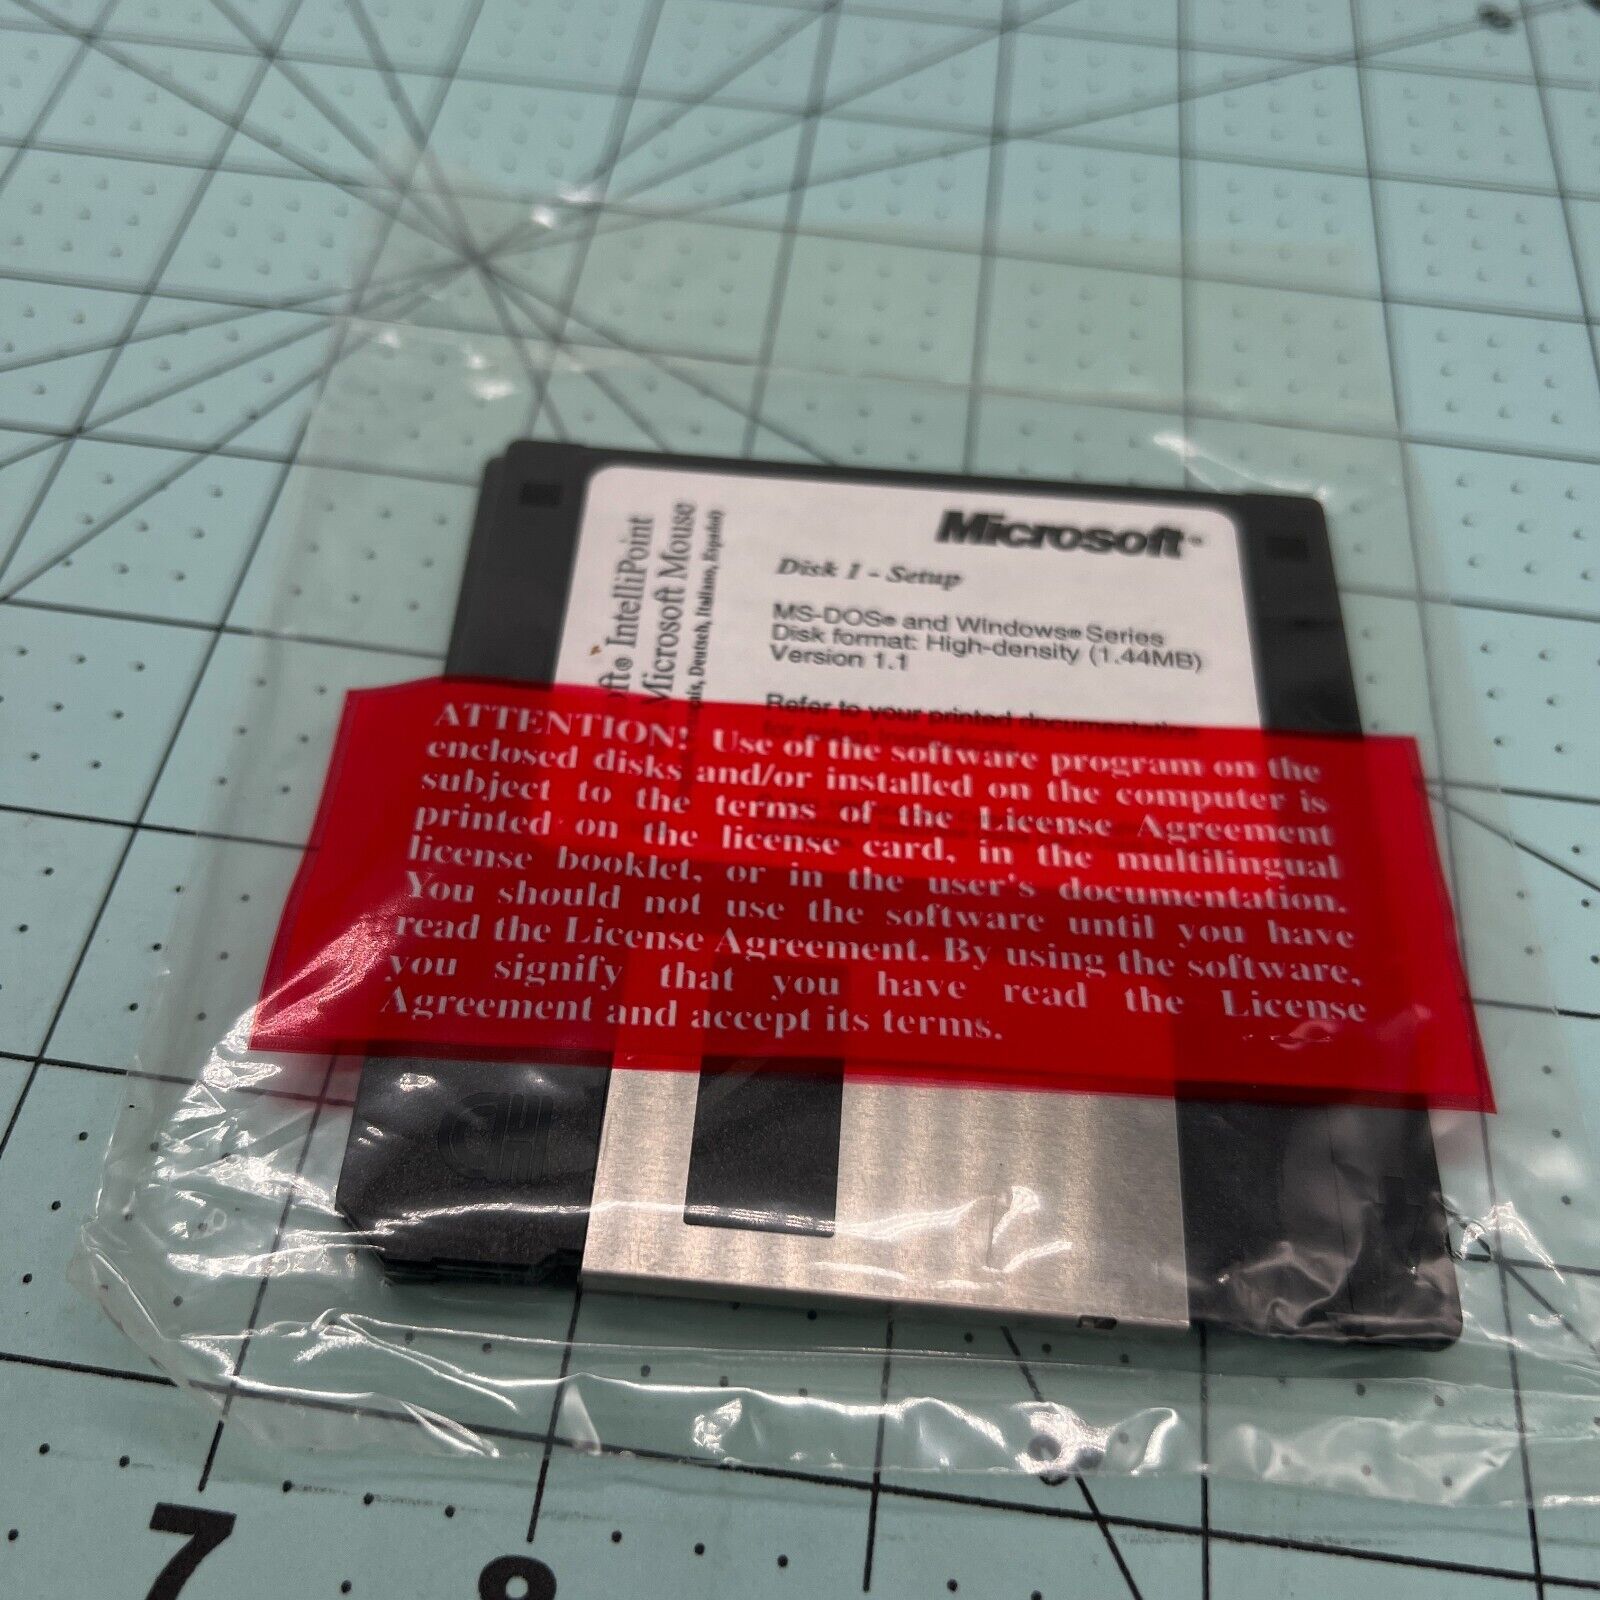 Microsoft®
Disk 1 - Setup
MS-DOS® and Windows® Series
Disk format: High-density (1.44MB)
Version 1.1
Refer to your printed documentation
IntelliPoint
Microsoft Mouse
Deutsch, Italiano, Español)
ATTENTION! Use of the software program on the
enclosed disks and/or installed on the computer is
subject to the terms of the License Agreement
printed on the license card, in the multilingual
license booklet, or in the user's documentation.
You should not use the software until you have
read the License Agreement. By using the software,
you signify that you have read the License
Agreement and accept its terms.
7
8